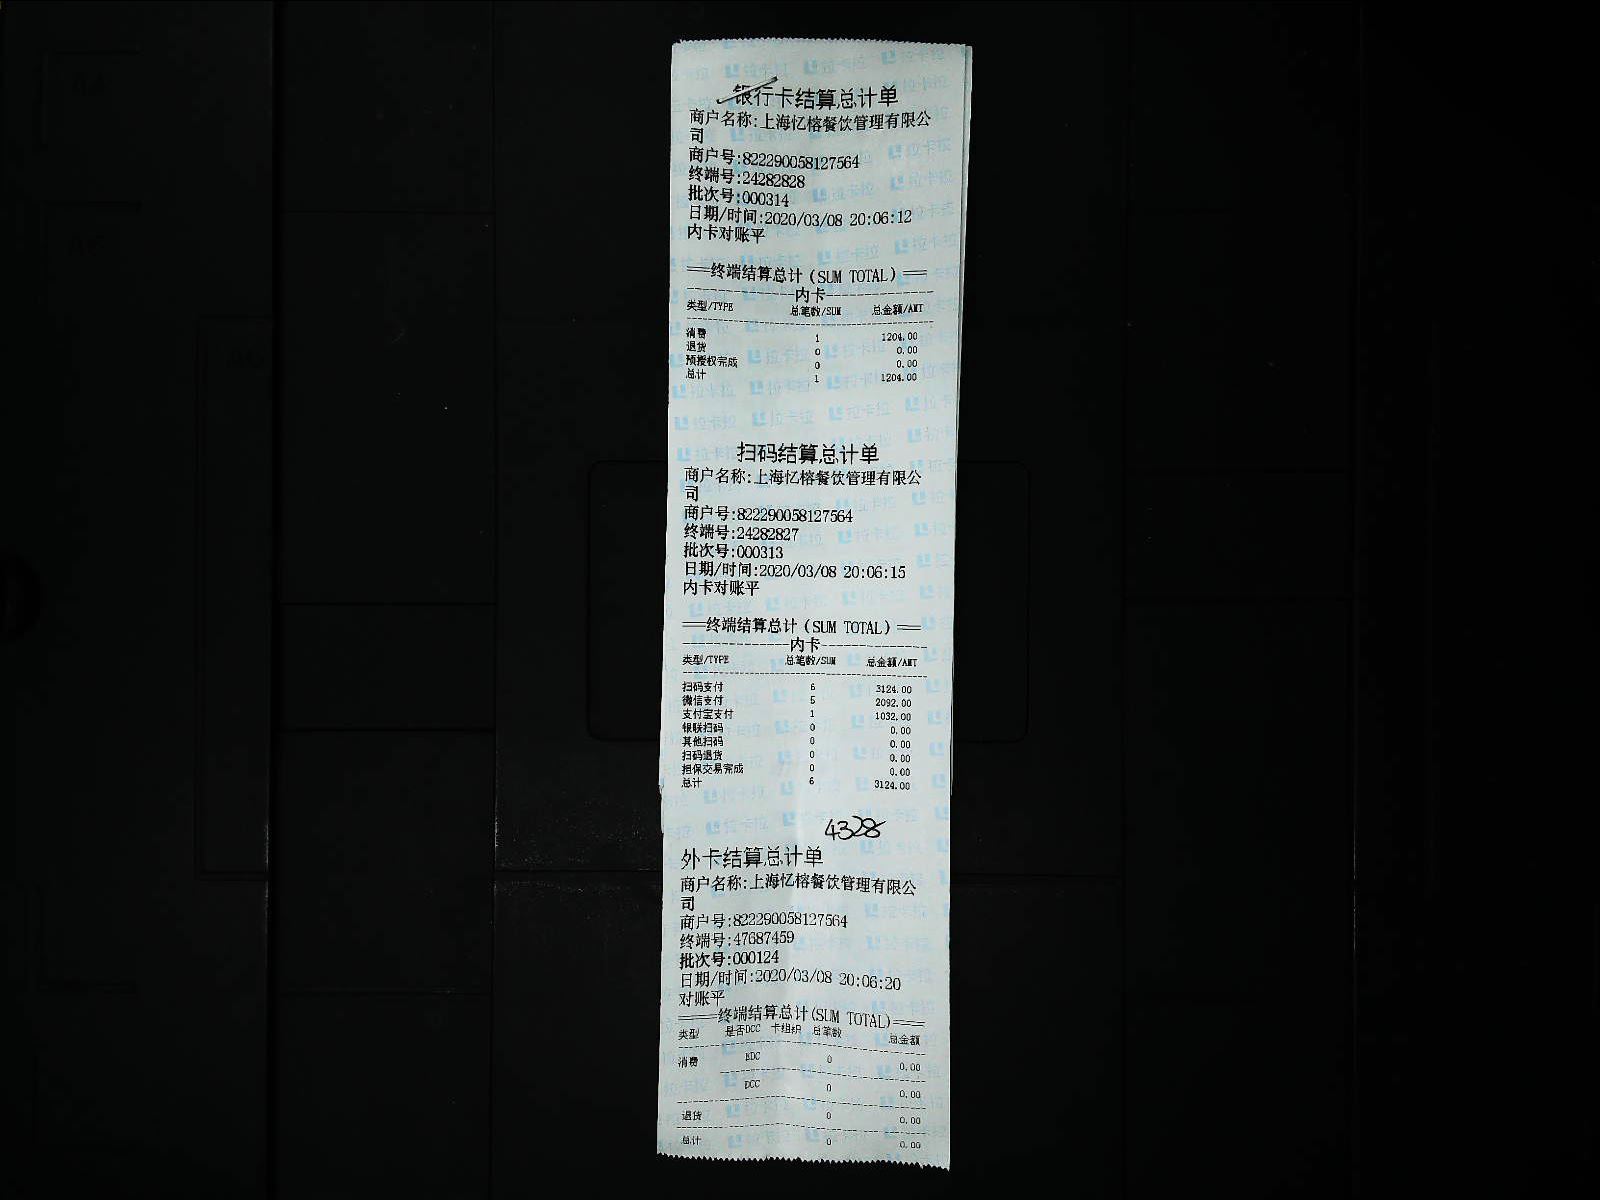 银行卡结算总计单
商户名称:上海忆榕餐饮管理有限公
司
商户号:822290058127564
终端号:24282828
批次号:000314
日期/时间:2020/03/08 20:06:12
内卡对账平
===终端结算总计(SUM TOTAL)===
内卡
类型/TYPE 总笔数/SUM 总金额/AMT
消费 1 1204.00
退货 0 0.00
预授权完成 0 0.00
总计 1 1204.00
扫码结算总计单
商户名称:上海忆榕餐饮管理有限公
司
商户号:822290058127564
终端号:24282827
批次号:000313
日期/时间:2020/03/08 20:06:15
内卡对账平
===终端结算总计(SUM TOTAL)===
内卡
类型/TYPE 总笔数/SUM 总金额/AMT
扫码支付 6 3124.00
微信支付 5 2092.00
支付宝支付 1 1032.00
银联扫码 0 0.00
其他扫码 0 0.00
扫码退货 0 0.00
担保交易完成 0 0.00
总计 6 3124.00
4328
外卡结算总计单
商户名称:上海忆榕餐饮管理有限公
司
商户号:822290058127564
终端号:47687459
批次号:000124
日期/时间:2020/03/08 20:06:20
对账平
=====终端结算总计(SUM TOTAL)====
类型 是否DCC 卡组织 总笔数 总金额
消费 EDC 0 0.00
DCC 0 0.00
退货 0 0.00
总计 0 0.00